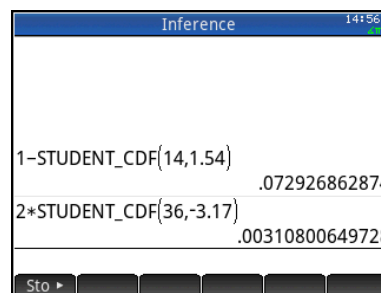 Inference 14:56
1−STUDENT_CDF(14,1.54)
.07292686287
2*STUDENT_CDF(36,-3.17)
.0031080064972
Sto ▸